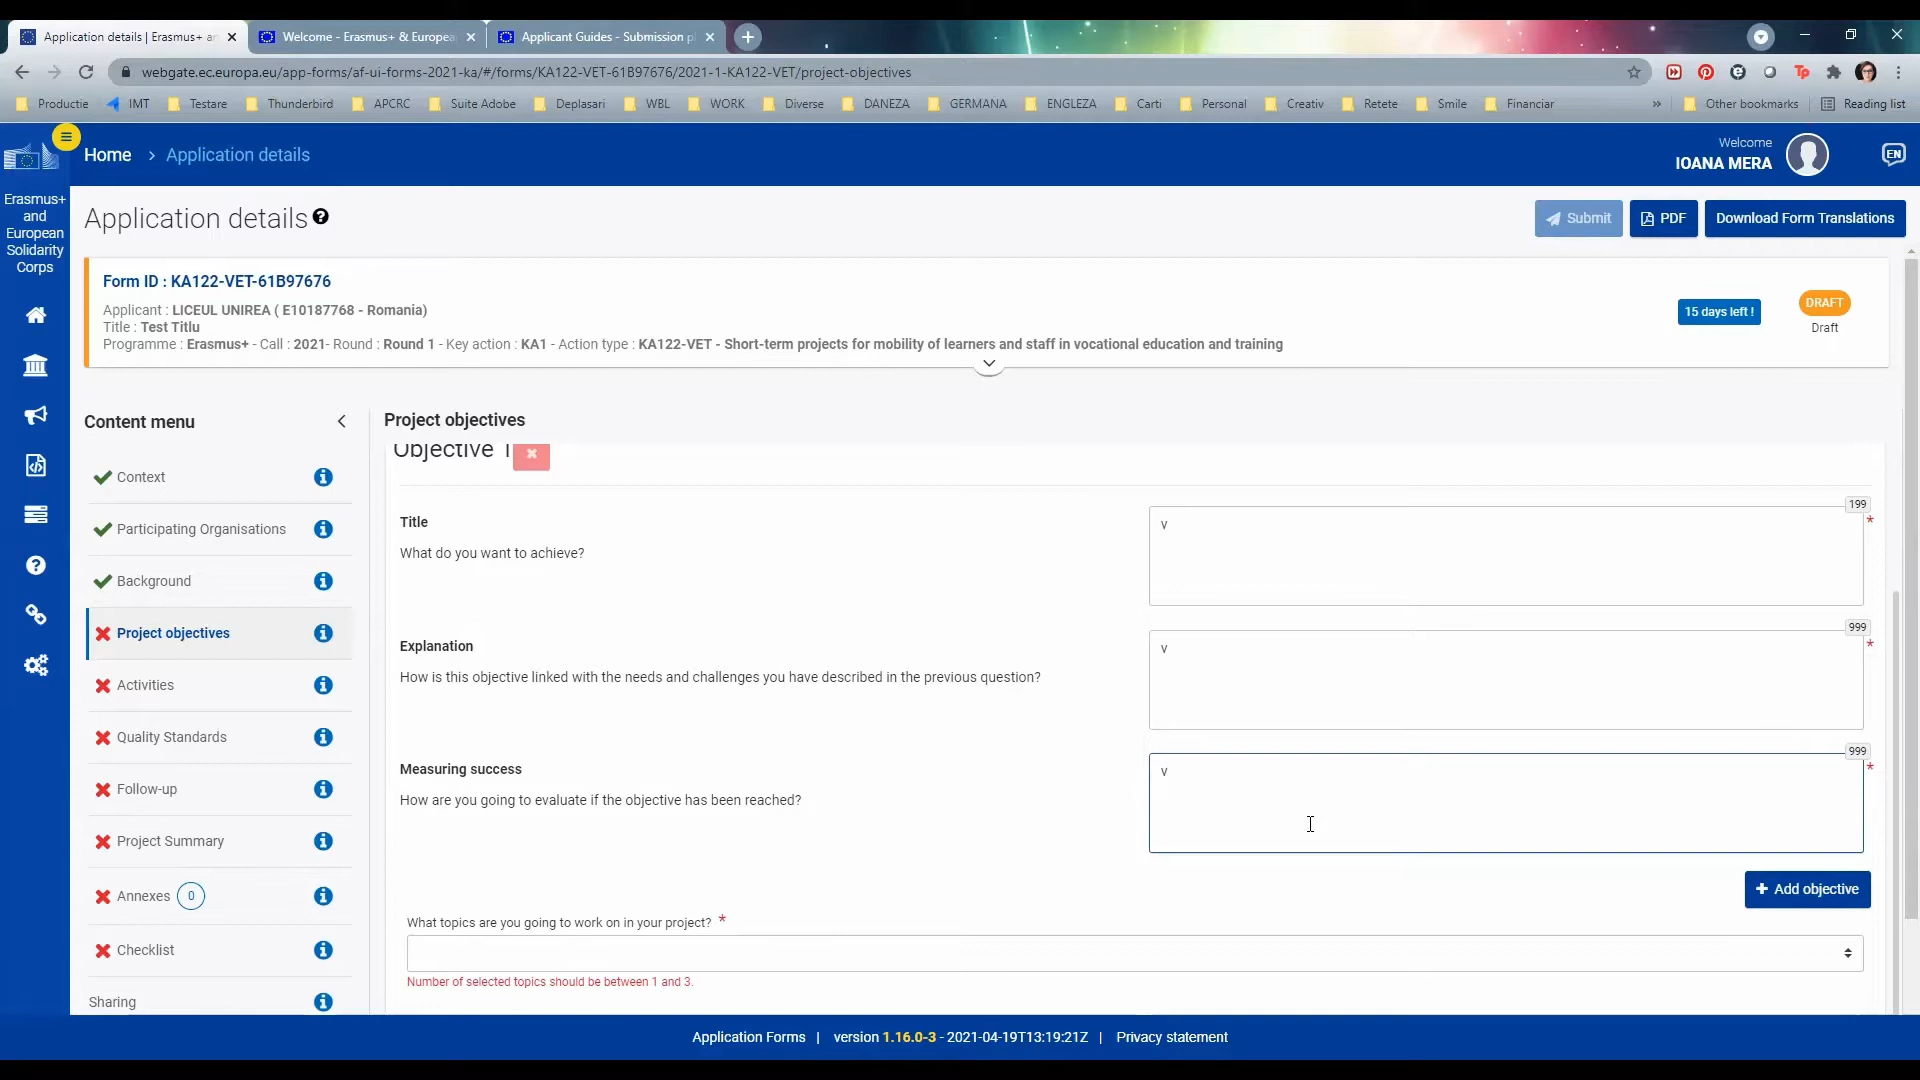 Application details | Erasmus+ an
Welcome - Erasmus+ & Europea
Applicant Guides - Submission p
webgate.ec.europa.eu/app-forms/af-ui-forms-2021-ka/#/forms/KA122-VET-61B97676/2021-1-KA122-VET/project-objectives
Productie IMT Testare Thunderbird APCRC Suite Adobe Deplasari WBL WORK Diverse DANEZA GERMANA ENGLEZA Carti Personal Creativ Retete Smile Financiar » Other bookmarks Reading list
Home > Application details
Welcome
IOANA MERA
EN
Erasmus+
and
European
Solidarity
Corps
Application details
Submit
PDF
Download Form Translations
Form ID : KA122-VET-61B97676
Applicant : LICEUL UNIREA ( E10187768 - Romania)
Title : Test Titlu
Programme : Erasmus+ - Call : 2021- Round : Round 1 - Key action : KA1 - Action type : KA122-VET - Short-term projects for mobility of learners and staff in vocational education and training
15 days left !
DRAFT
Draft
Content menu
Context
Participating Organisations
Background
Project objectives
Activities
Quality Standards
Follow-up
Project Summary
Annexes 0
Checklist
Sharing
Project objectives
Objective 1
Title
What do you want to achieve?
199
v
*
Explanation
How is this objective linked with the needs and challenges you have described in the previous question?
999
v
*
Measuring success
How are you going to evaluate if the objective has been reached?
999
v
*
+ Add objective
What topics are you going to work on in your project? *
Number of selected topics should be between 1 and 3.
Application Forms | version 1.16.0-3 - 2021-04-19T13:19:21Z | Privacy statement